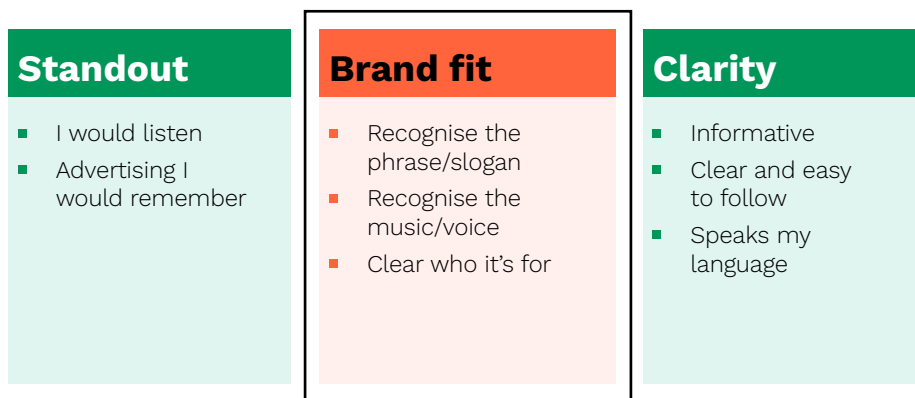 Standout
I would listen
Advertising I
would remember
Brand fit
Recognise the
phrase/slogan
Recognise the
music/voice
Clear who it’s for
Clarity
Informative
Clear and easy
to follow
Speaks my
language